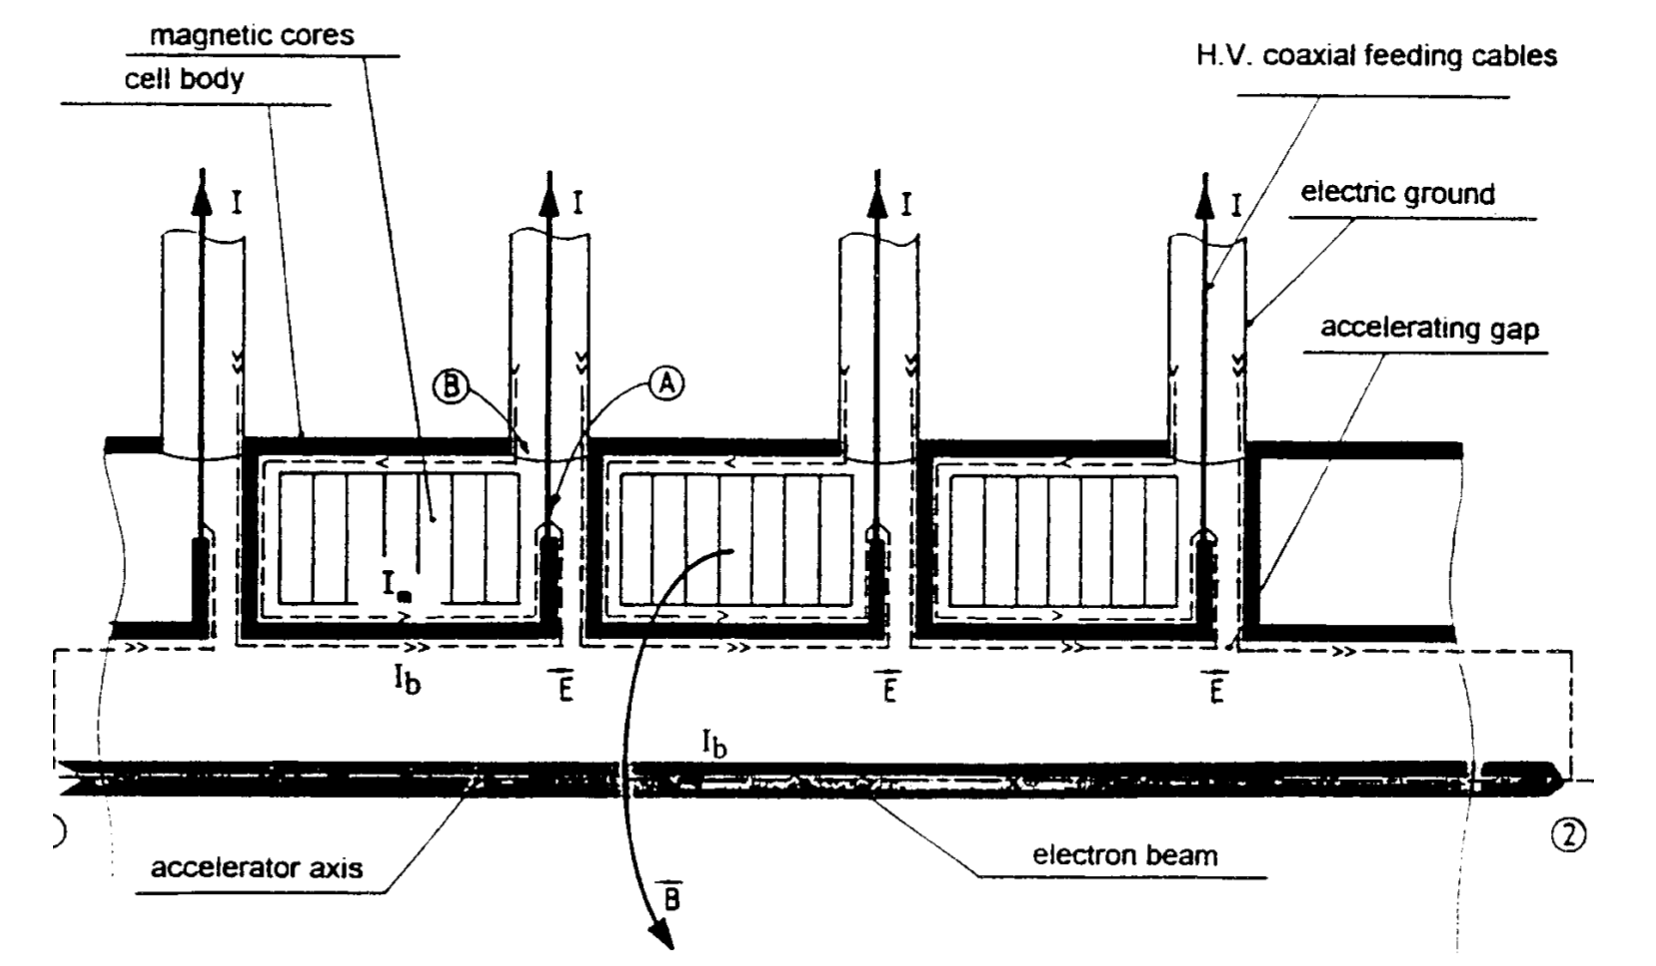 magnetic cores
H.V. coaxial feeding cables
cell body
I I I I
electric ground
accelerating gap
B A
Im
Ib E E E
Ib
2
accelerator axis
electron beam
B